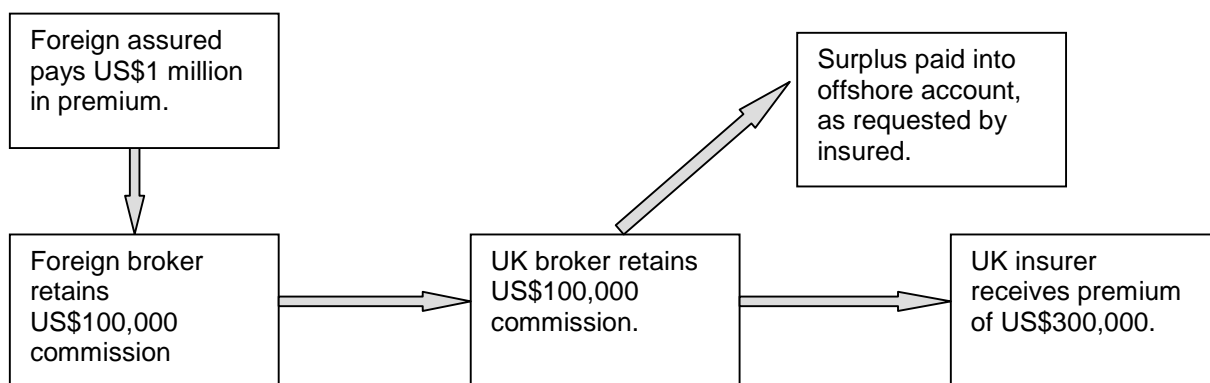 Foreign assured
pays US$1 million
in premium.
Surplus paid into
offshore account,
as requested by
insured.
Foreign broker
retains
US$100,000
commission
UK broker retains
US$100,000
commission.
UK insurer
receives premium
of US$300,000.